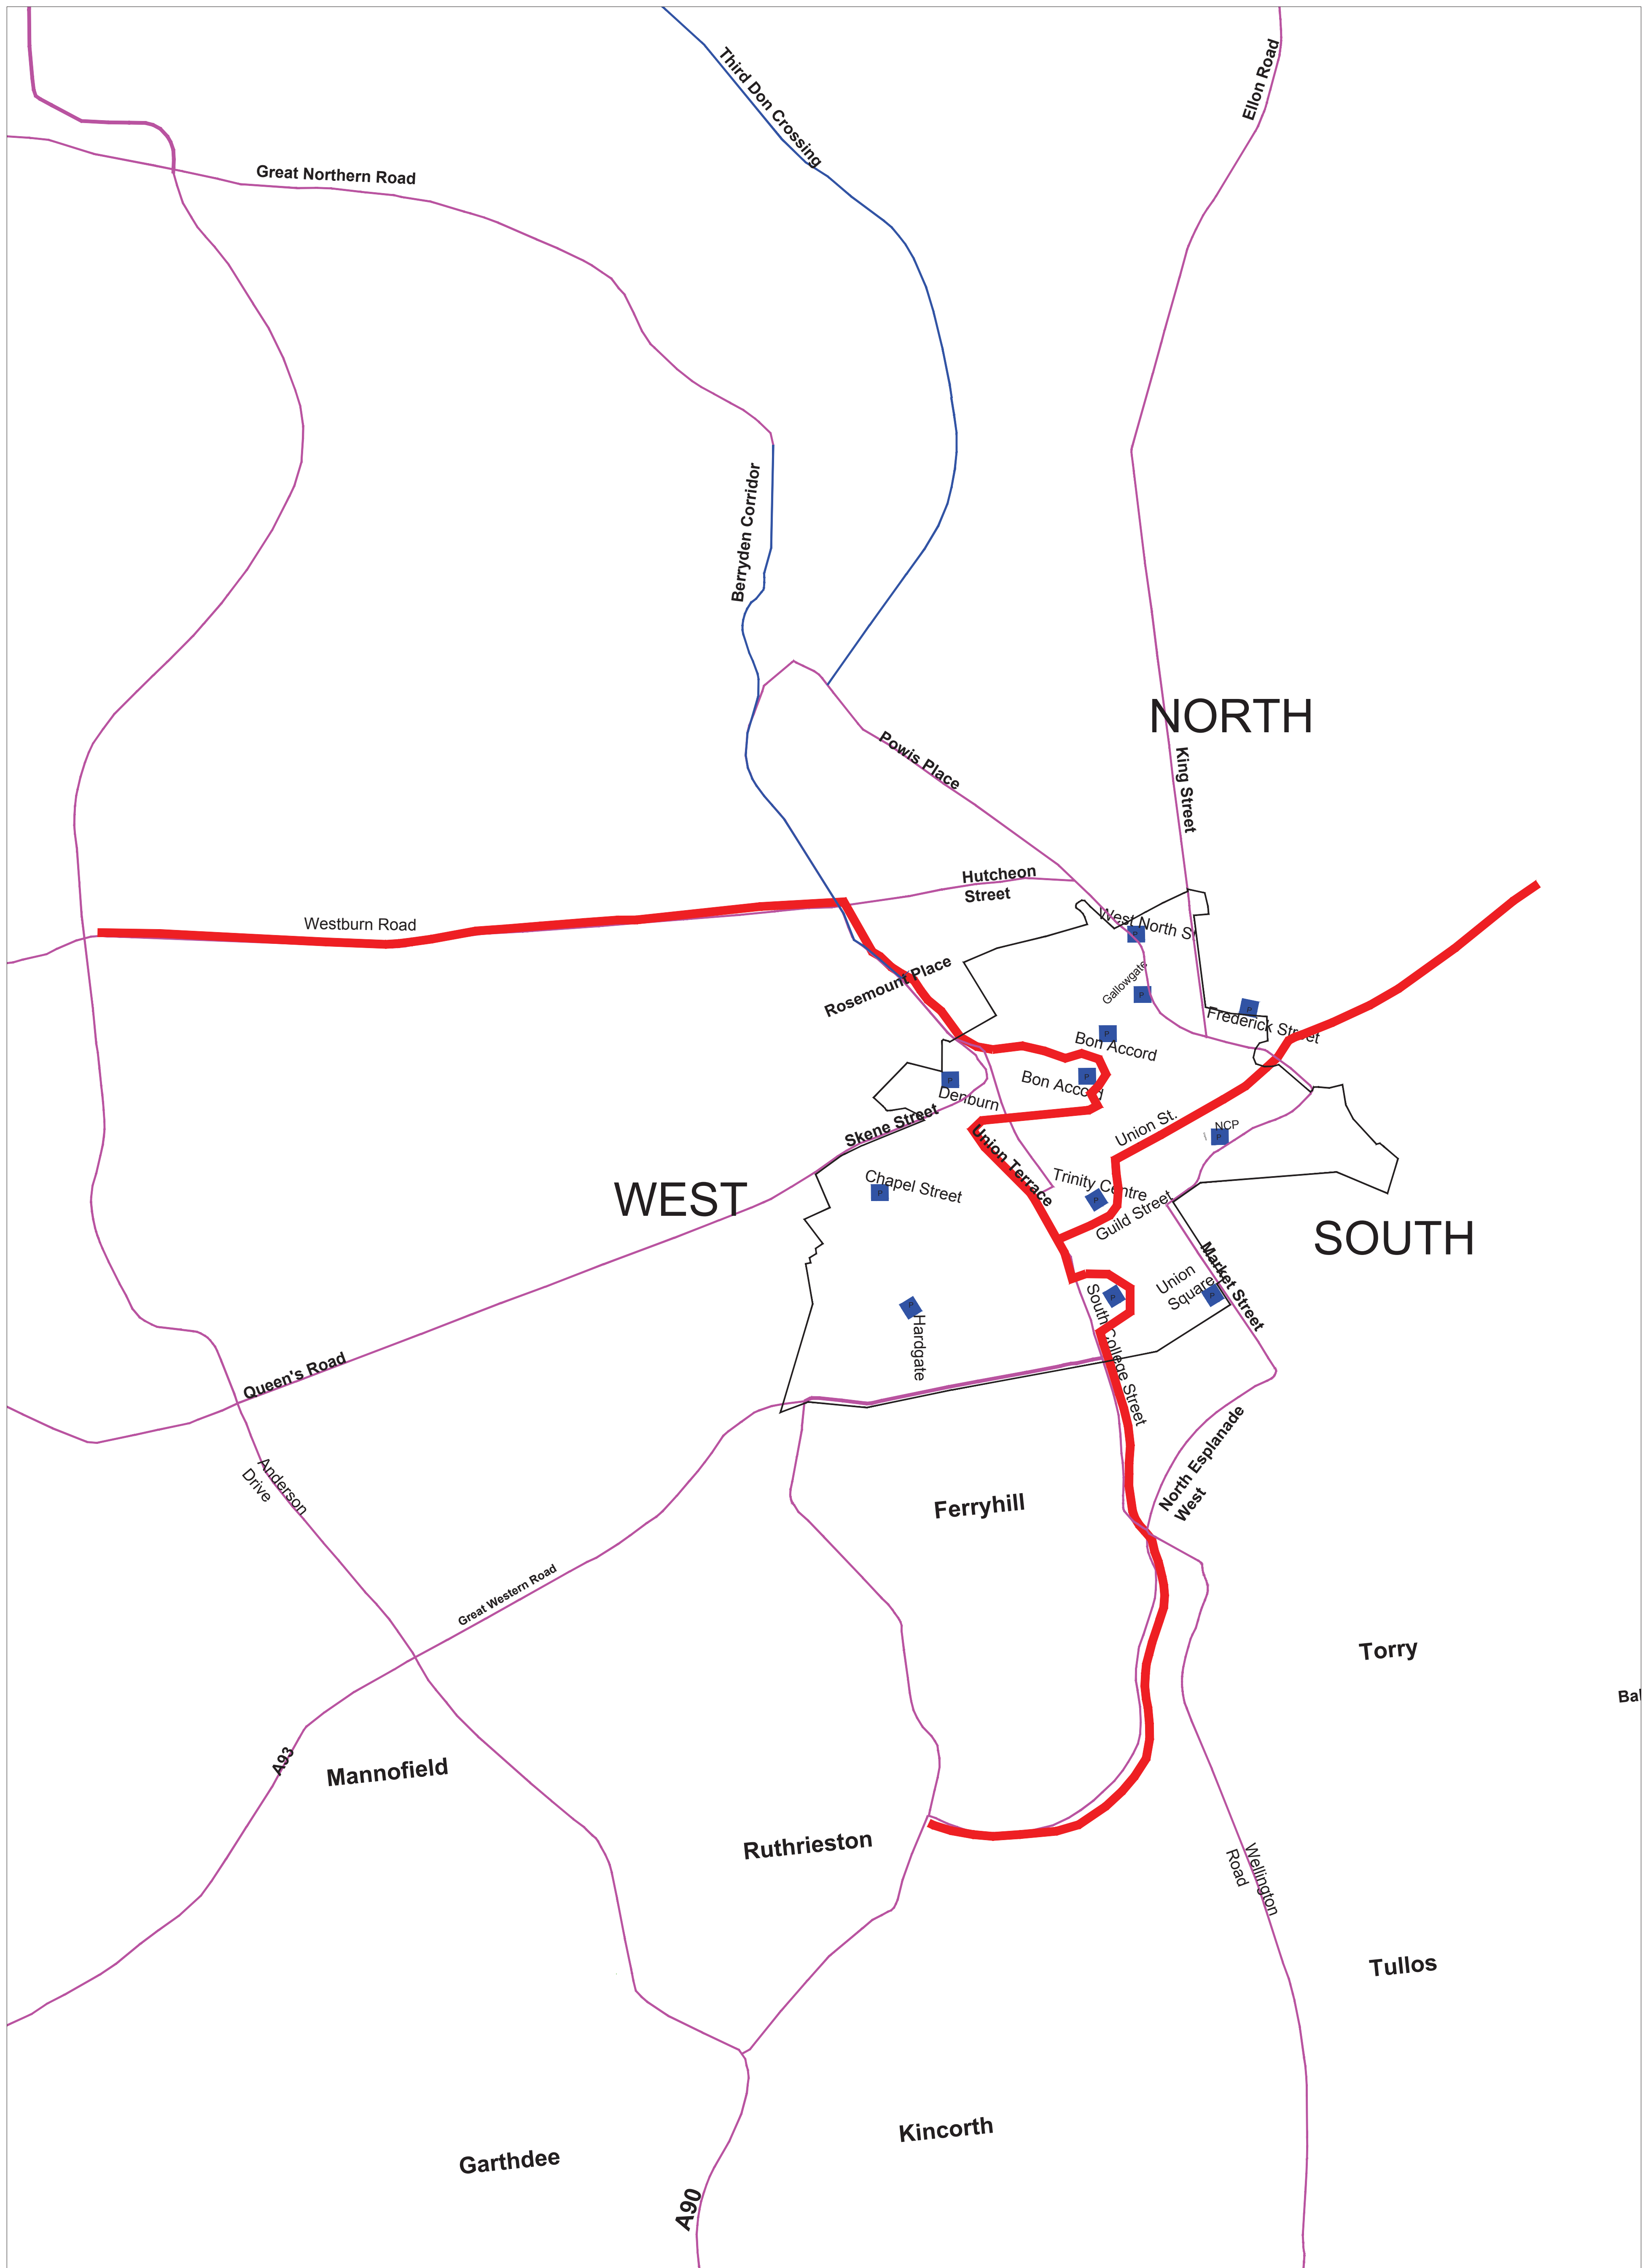 Third Don Crossing
Ellon Road
Great Northern Road
Berryden Corridor
NORTH
Powis Place
King Street
Hutcheon
Street
Westburn Road
West North S
P
Rosemount Place
Gallowgate
P
P
Frederick Street
P
Bon Accord
P
Bon Accord
P
Denburn
Skene Street
Union St.
NCP
P
Union Terrace
WEST
Chapel Street
P
Trinity Centre
P
Guild Street
SOUTH
Market Street
Union
Square
P
South College Street
P
P
Hardgate
Queen's Road
North Esplanade
West
Anderson
Drive
Ferryhill
Great Western Road
Torry
Bal
A93
Mannofield
Ruthrieston
Wellington
Road
Tullos
Kincorth
Garthdee
A90